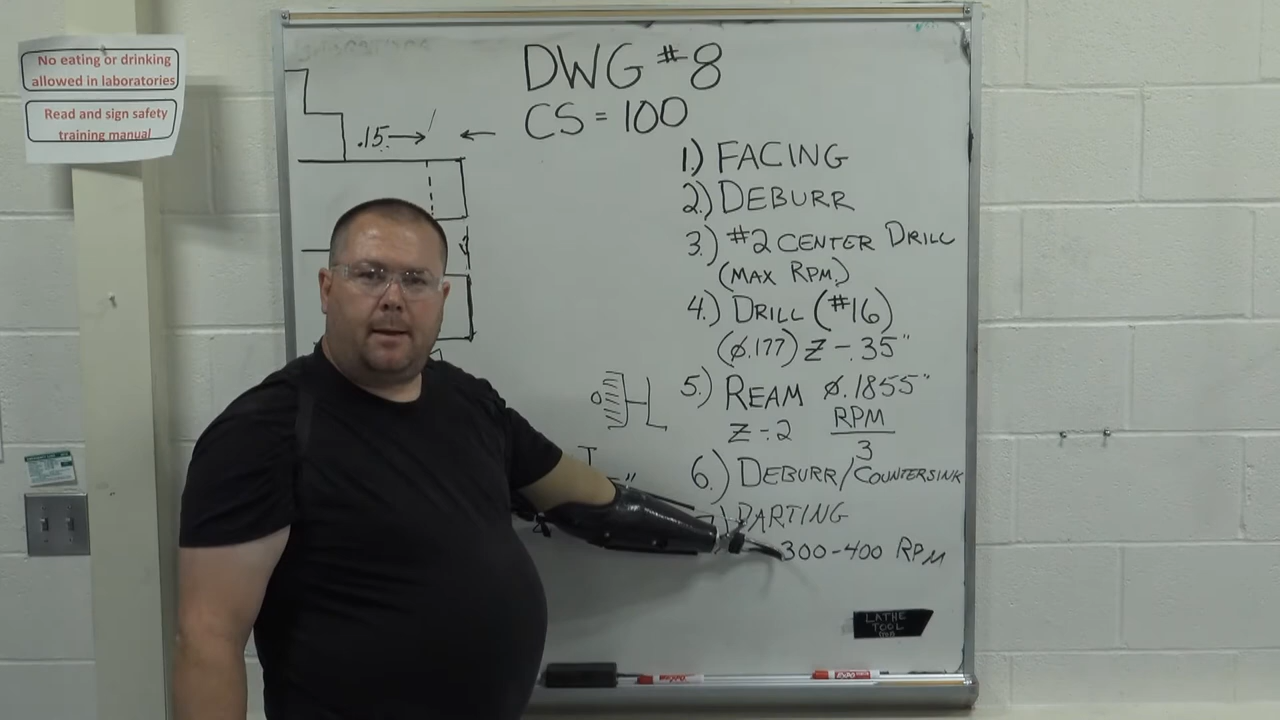 No eating or drinking
allowed in laboratories
Read and sign safety
training manual
DWG #8
CS = 100
.15
1.) FACING
2.) DEBURR
3.) #2 CENTER DRILL
(MAX RPM.)
4.) DRILL (#16)
(Ø.177) Z -.35"
5.) REAM Ø.1855"
Z -.2 RPM
3
6.) DEBURR/COUNTERSINK
7.) PARTING
300-400 RPM
LATHE
TOOL